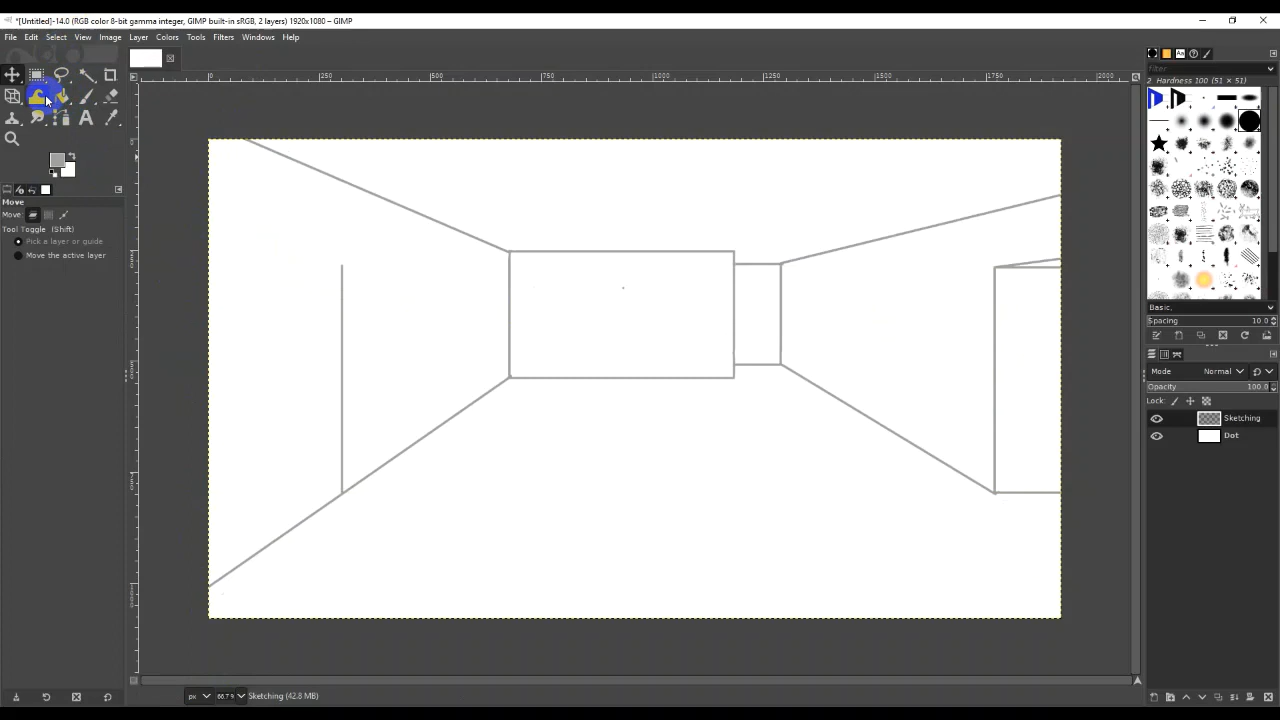 *[Untitled]-14.0 (RGB color 8-bit gamma integer, GIMP built-in sRGB, 2 layers) 1920x1080 – GIMP
File Edit Select View Image Layer Colors Tools Filters Windows Help
0 250 500 750 1000 1250 1500 1750 2000
filter
2. Hardness 100 (51 × 51)
Move
Move:
Tool Toggle (Shift)
Pick a layer or guide
Move the active layer
Basic,
Spacing 10.0
Mode Normal
Opacity 100.0
Lock:
Sketching
Dot
px 66.7 Sketching (42.8 MB)